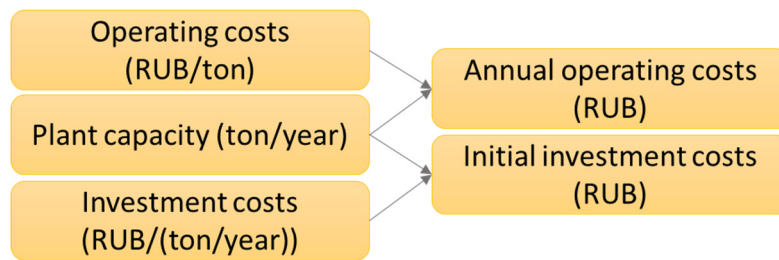 Operating costs
(RUB/ton)
Plant capacity (ton/year)
Investment costs
(RUB/(ton/year))
Annual operating costs
(RUB)
Initial investment costs
(RUB)